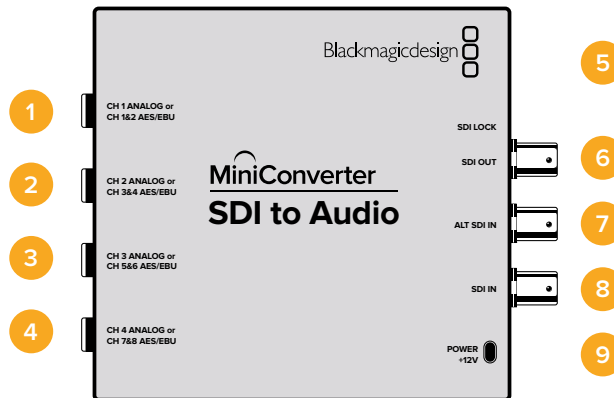 Blackmagicdesign
1
CH 1 ANALOG or
CH 1&2 AES/EBU
2
CH 2 ANALOG or
CH 3&4 AES/EBU
3
CH 3 ANALOG or
CH 5&6 AES/EBU
4
CH 4 ANALOG or
CH 7&8 AES/EBU
MiniConverter
SDI to Audio
5
SDI LOCK
6
SDI OUT
7
ALT SDI IN
8
SDI IN
9
POWER
+12V